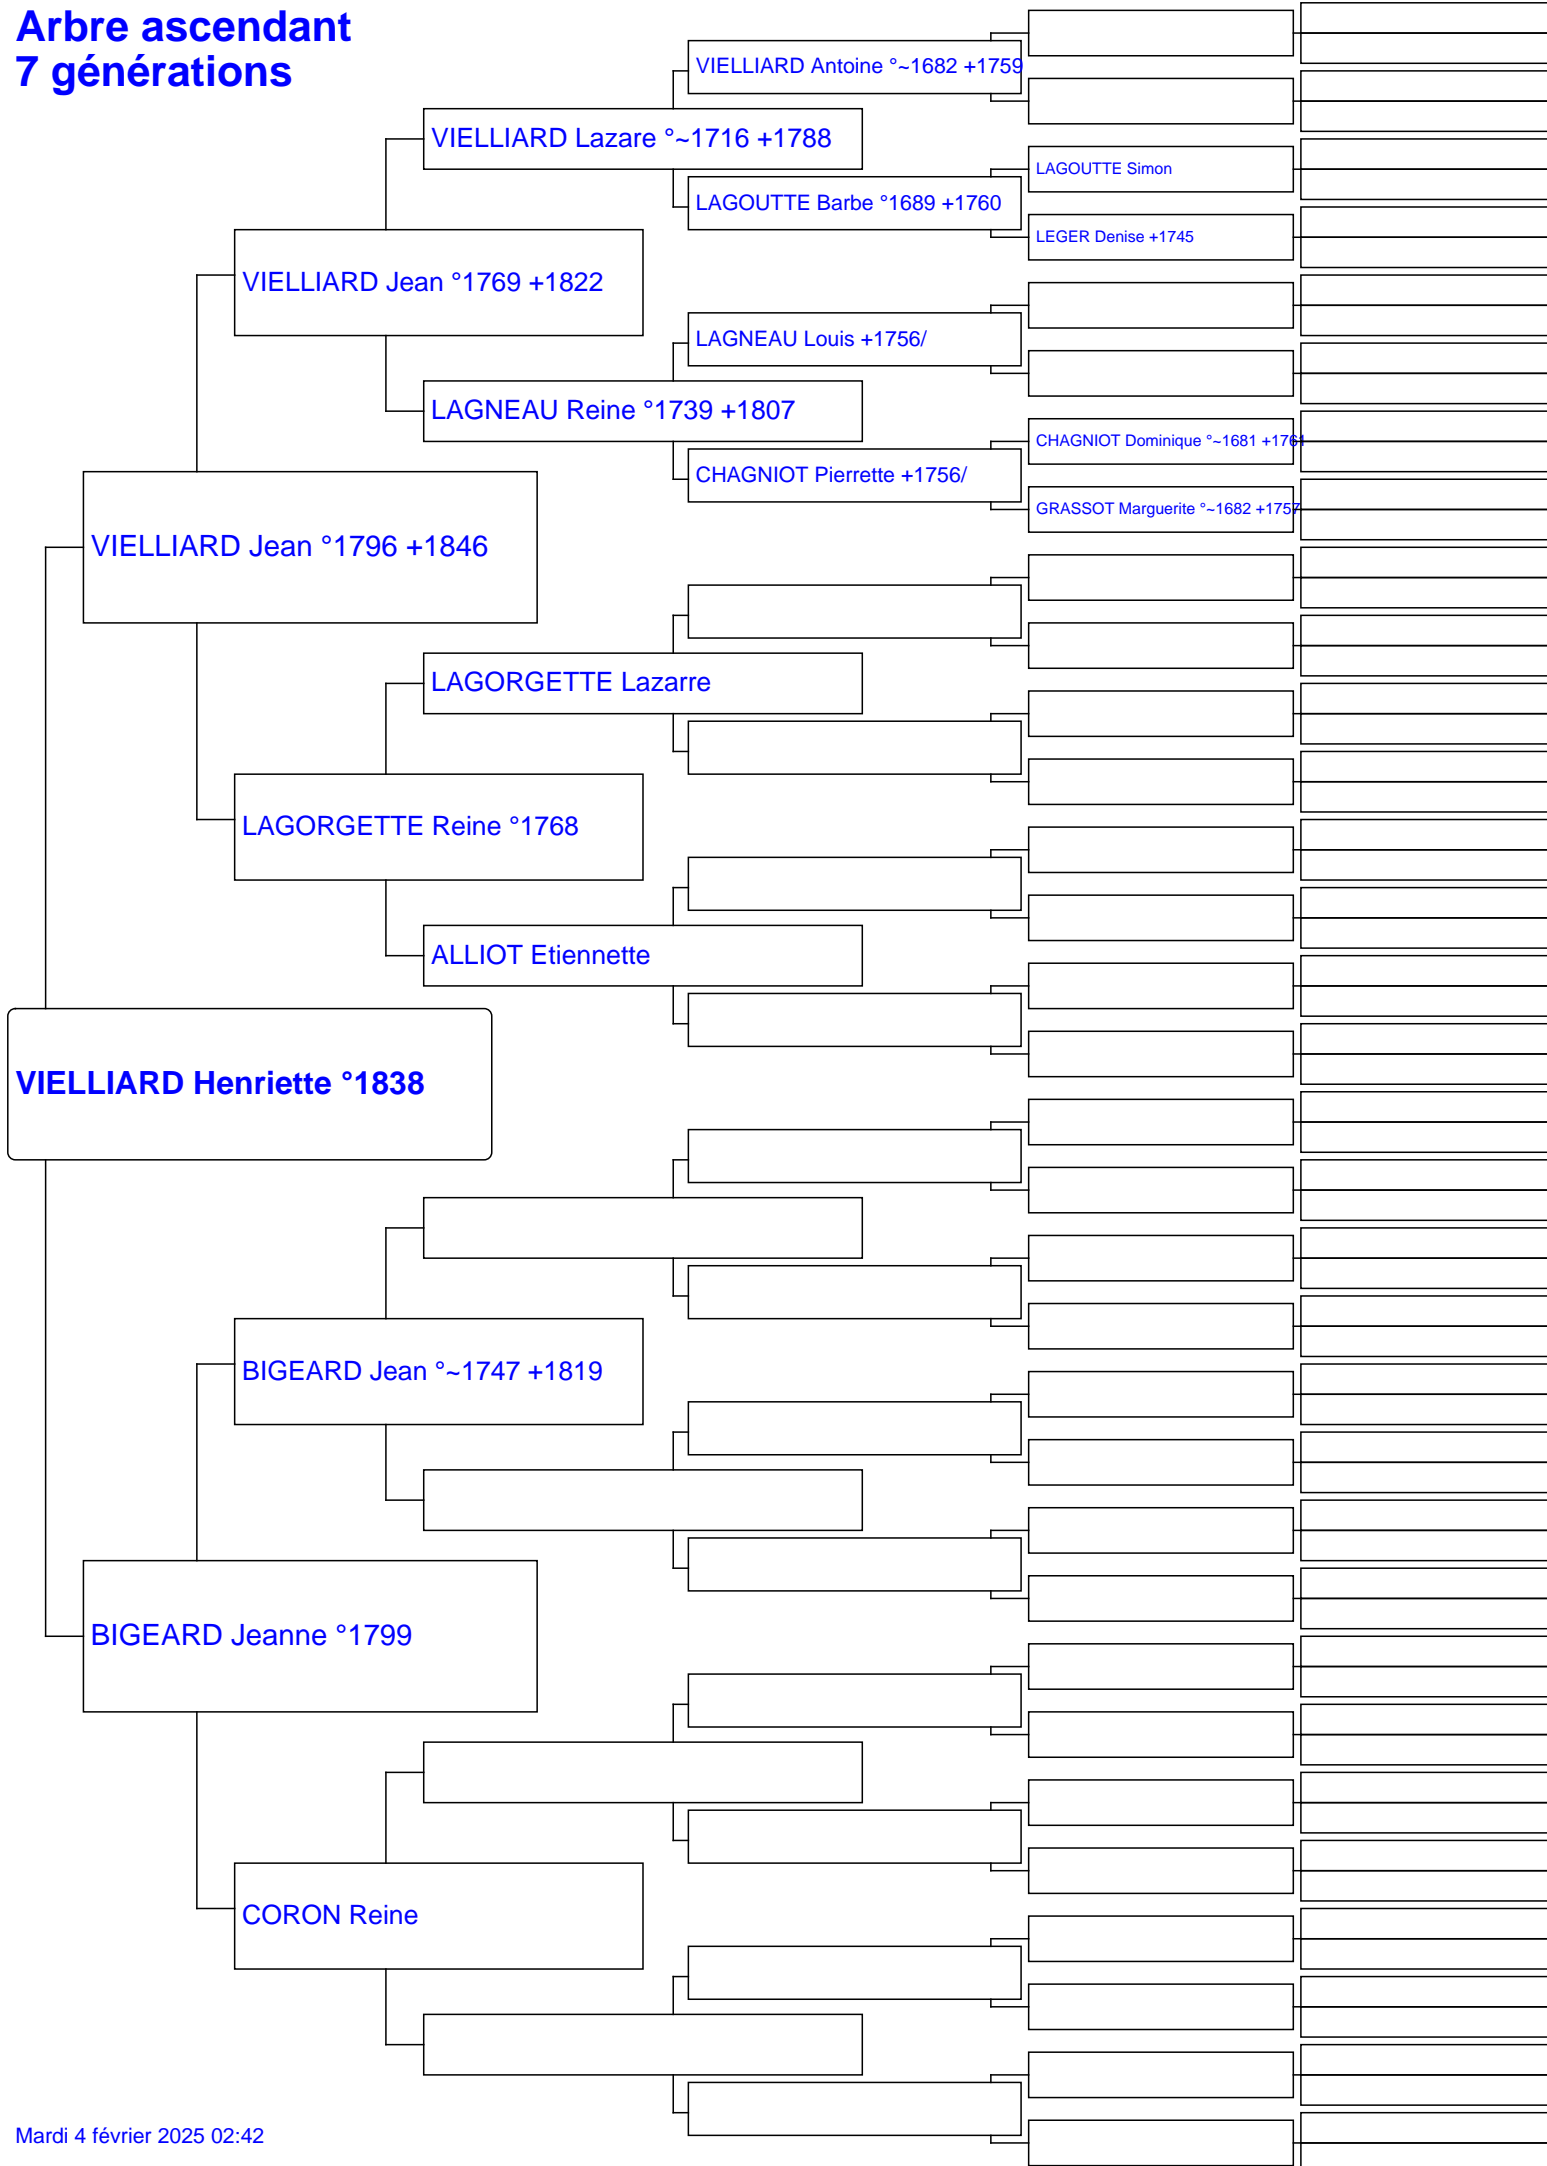 Arbre ascendant
7 générations
VIELLIARD Antoine °~1682 +1759
VIELLIARD Lazare °~1716 +1788
LAGOUTTE Simon
LAGOUTTE Barbe °1689 +1760
LEGER Denise +1745
VIELLIARD Jean °1769 +1822
LAGNEAU Louis +1756/
LAGNEAU Reine °1739 +1807
CHAGNIOT Dominique °~1681 +1761
CHAGNIOT Pierrette +1756/
GRASSOT Marguerite °~1682 +1757
VIELLIARD Jean °1796 +1846
LAGORGETTE Lazarre
LAGORGETTE Reine °1768
ALLIOT Etiennette
VIELLIARD Henriette °1838
BIGEARD Jean °~1747 +1819
BIGEARD Jeanne °1799
CORON Reine
Mardi 4 février 2025 02:42